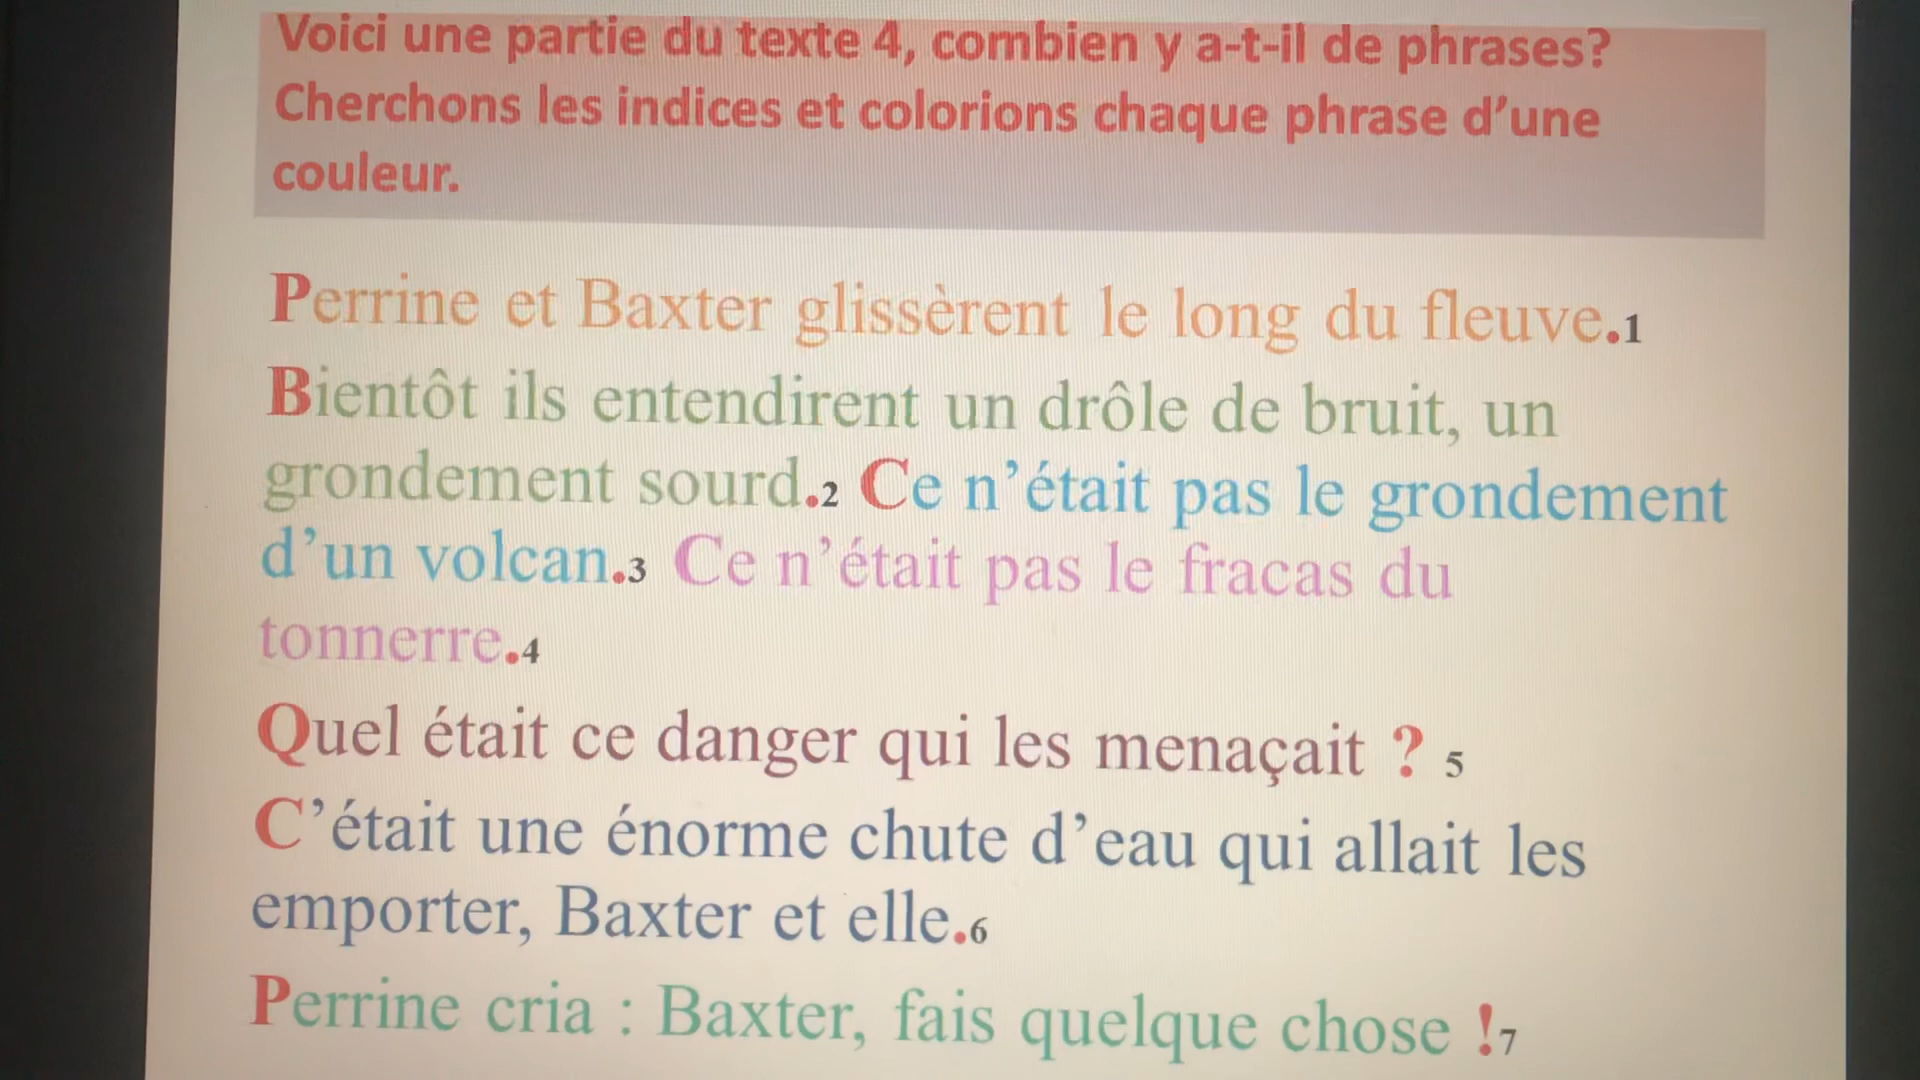 Voici une partie du texte 4, combien y a-t-il de phrases?
Cherchons les indices et colorions chaque phrase d’une
couleur.
Perrine et Baxter glissèrent le long du fleuve.1
Bientôt ils entendirent un drôle de bruit, un
grondement sourd.2 Ce n’était pas le grondement
d’un volcan.3 Ce n’était pas le fracas du
tonnerre.4
Quel était ce danger qui les menaçait ? 5
C’était une énorme chute d’eau qui allait les
emporter, Baxter et elle.6
Perrine cria : Baxter, fais quelque chose !7